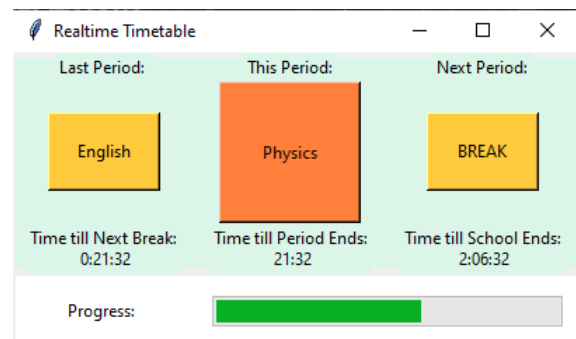 Realtime Timetable
Last Period:
This Period:
Next Period:
English
Physics
BREAK
Time till Next Break:
0:21:32
Time till Period Ends:
21:32
Time till School Ends:
2:06:32
Progress: